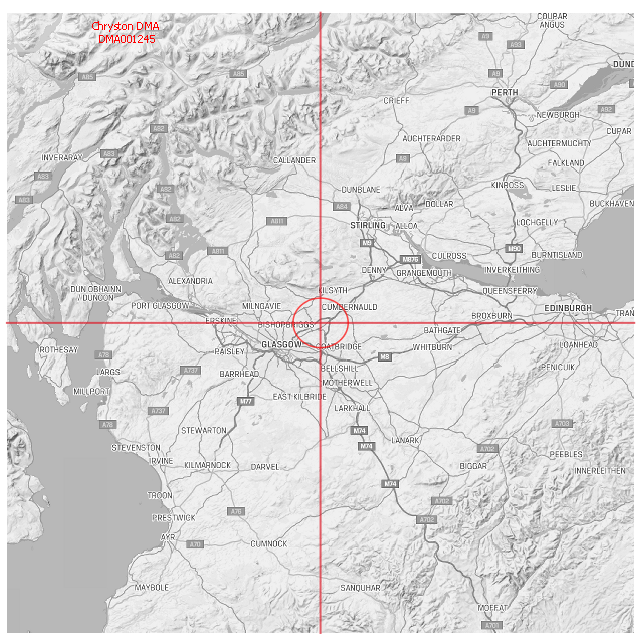 Chryston DMA
DMA001245
COUPAR
ANGUS
A9
A93
A85
A85
A9
A90
DUND
PERTH
CRIEFF
A9
A92
NEWBURGH
A82
CUPAR
AUCHTERARDER
AUCHTERMUCHTY
INVERARAY
A83
CALLANDER
A9
FALKLAND
A83
A82
DUNBLANE
KINROSS
LESLIE
A83
A84
ALVA
DOLLAR
BUCKHAVEN
A82
A811
STIRLING
ALLOA
LOCHGELLY
M9
M90
A82
A811
CULROSS
BURNTISLAND
M876
DENNY
GRANGEMOUTH
INVERKEITHING
ALEXANDRIA
DUN OBHAINN
/ DUNOON
KILSYTH
QUEENSFERRY
PORT GLASGOW
MILNGAVIE
CUMBERNAULD
EDINBURGH
ERSKINE
BISHOPBRIGGS
BROXBURN
TRAN
BATHGATE
ROTHESAY
PAISLEY
GLASGOW
COATBRIDGE
WHITBURN
LOANHEAD
A78
M8
LARGS
A737
BARRHEAD
BELLSHILL
PENICUIK
MOTHERWELL
MILLPORT
M77
EAST KILBRIDE
LARKHALL
A737
A78
A703
STEWARTON
M74
LANARK
STEVENSTON
M74
A702
PEEBLES
IRVINE
KILMARNOCK
DARVEL
BIGGAR
INNERLEITHEN
M74
TROON
A702
PRESTWICK
A76
A702
AYR
A70
CUMNOCK
MAYBOLE
SANQUHAR
MOFFAT
A708